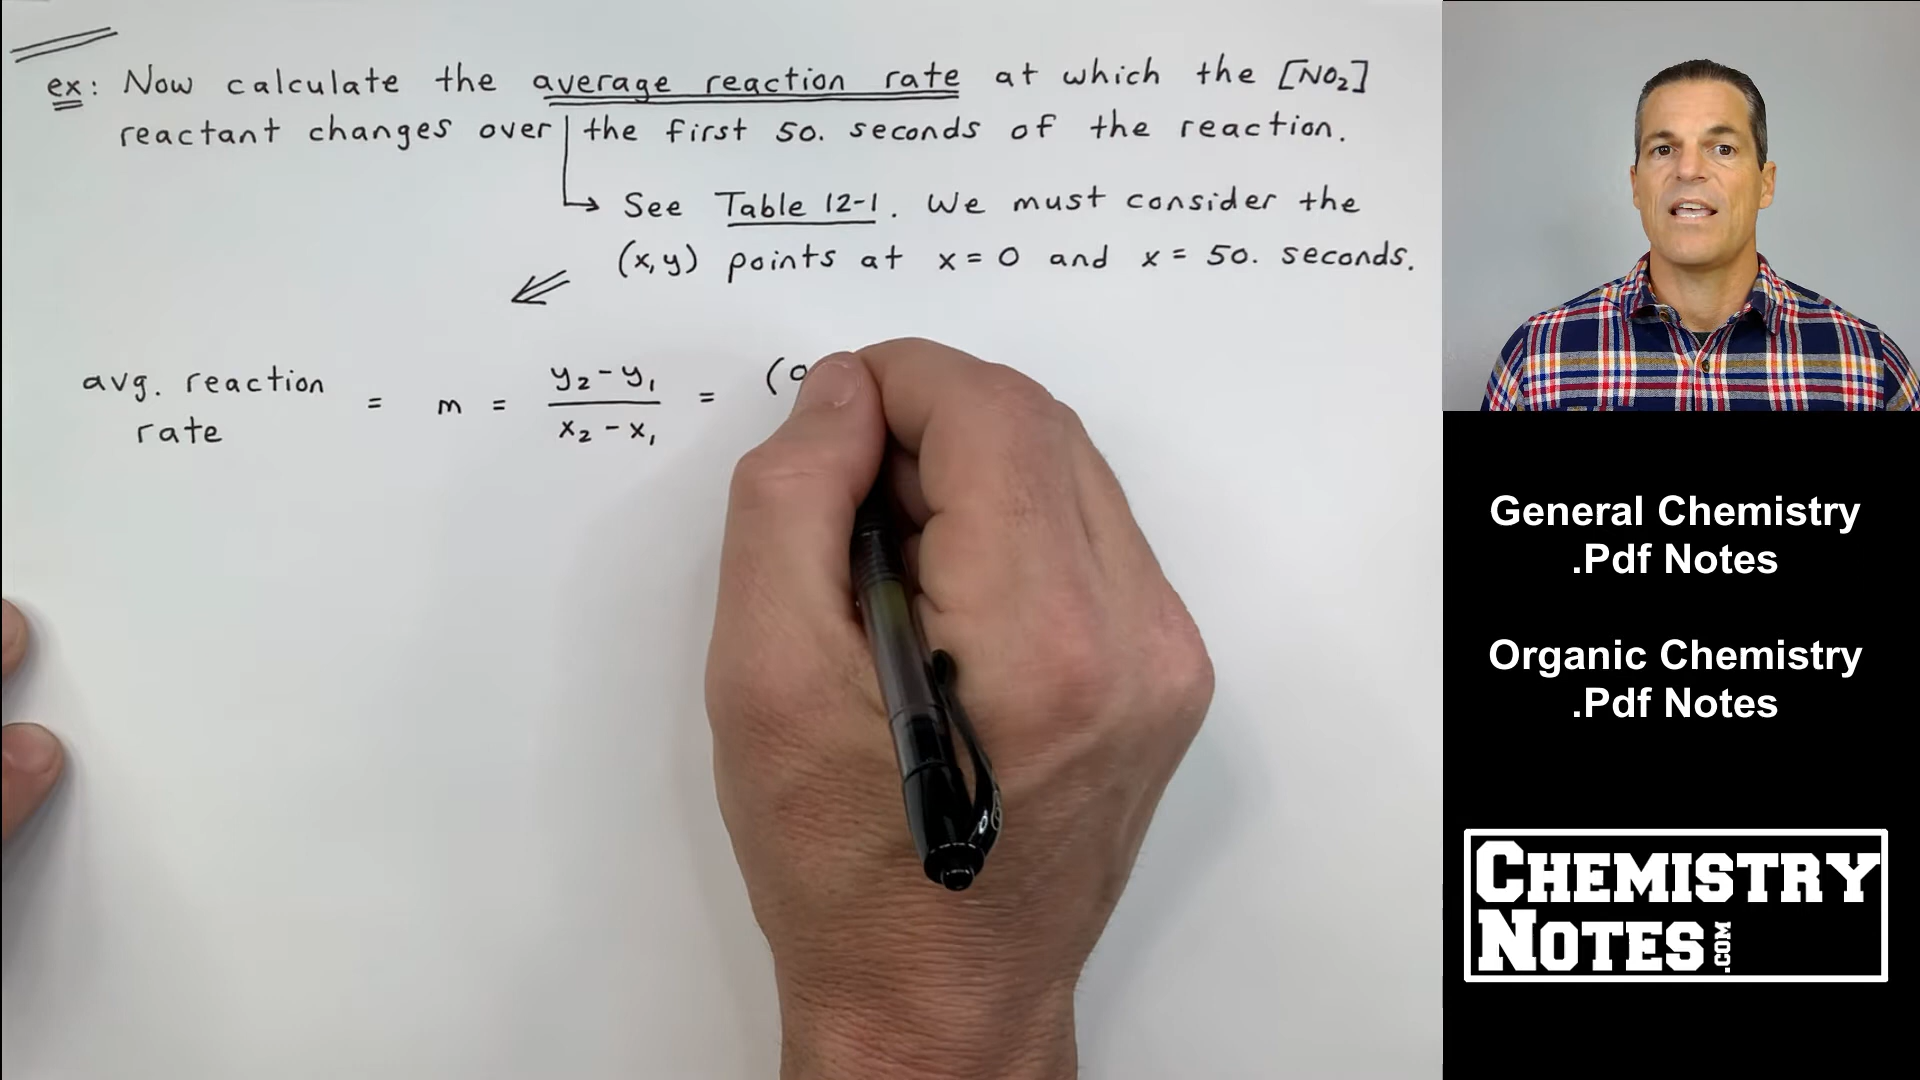 ex: Now calculate the average reaction rate at which the [NO₂]
reactant changes over the first 50. seconds of the reaction.
See Table 12-1. We must consider the
(x,y) points at x = 0 and x = 50. seconds.
avg. reaction rate = m = y₂ - y₁ / x₂ - x₁ = (0
General Chemistry
.Pdf Notes
Organic Chemistry
.Pdf Notes
CHEMISTRY
NOTES.COM